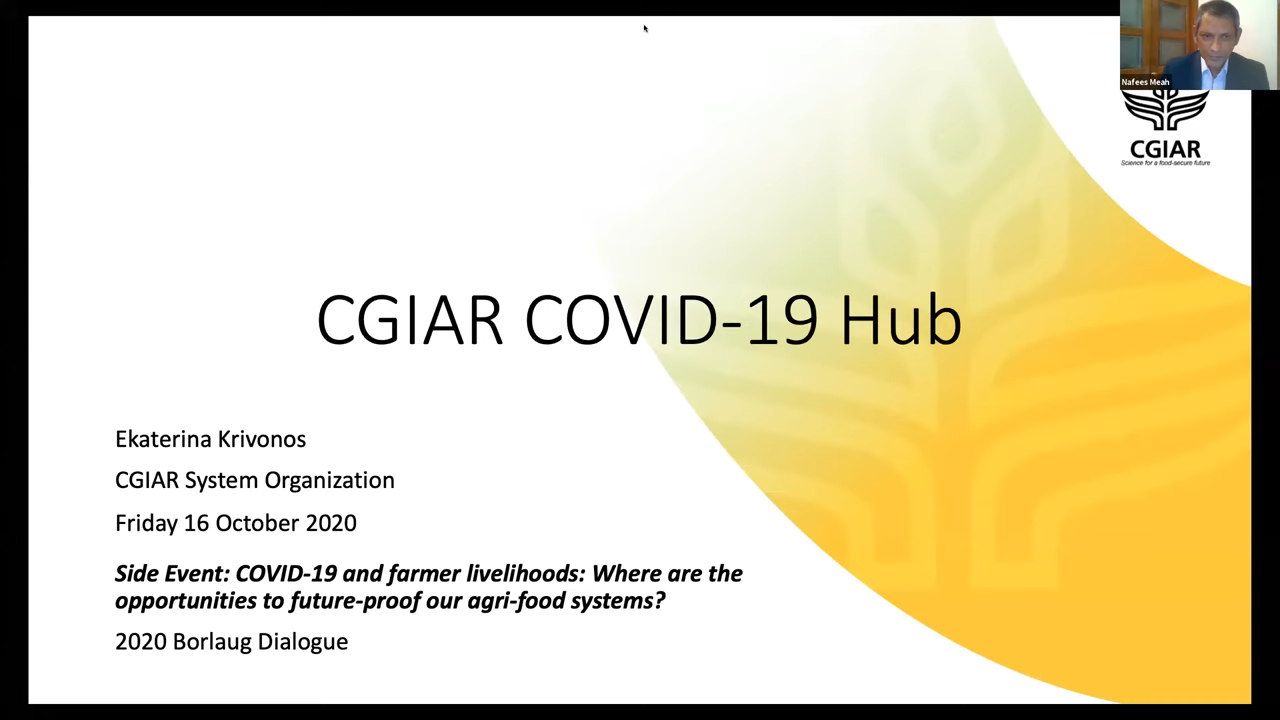 Nafees Meah
CGIAR
Science for a food-secure future
CGIAR COVID-19 Hub
Ekaterina Krivonos
CGIAR System Organization
Friday 16 October 2020
Side Event: COVID-19 and farmer livelihoods: Where are the
opportunities to future-proof our agri-food systems?
2020 Borlaug Dialogue